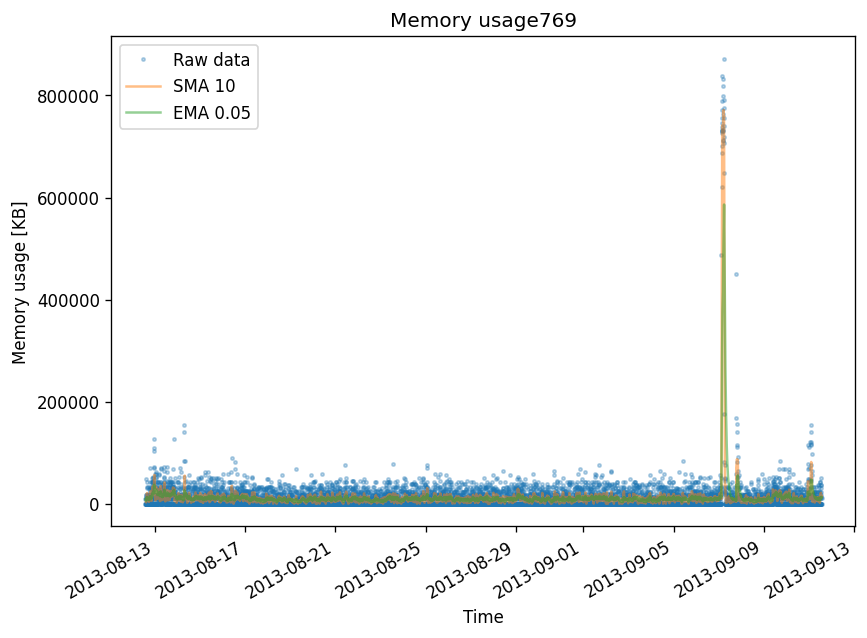 Memory usage769
Raw data
SMA 10
EMA 0.05
Memory usage [KB]
800000
600000
400000
200000
0
2013-08-13
2013-08-17
2013-08-21
2013-08-25
2013-08-29
2013-09-01
2013-09-05
2013-09-09
2013-09-13
Time